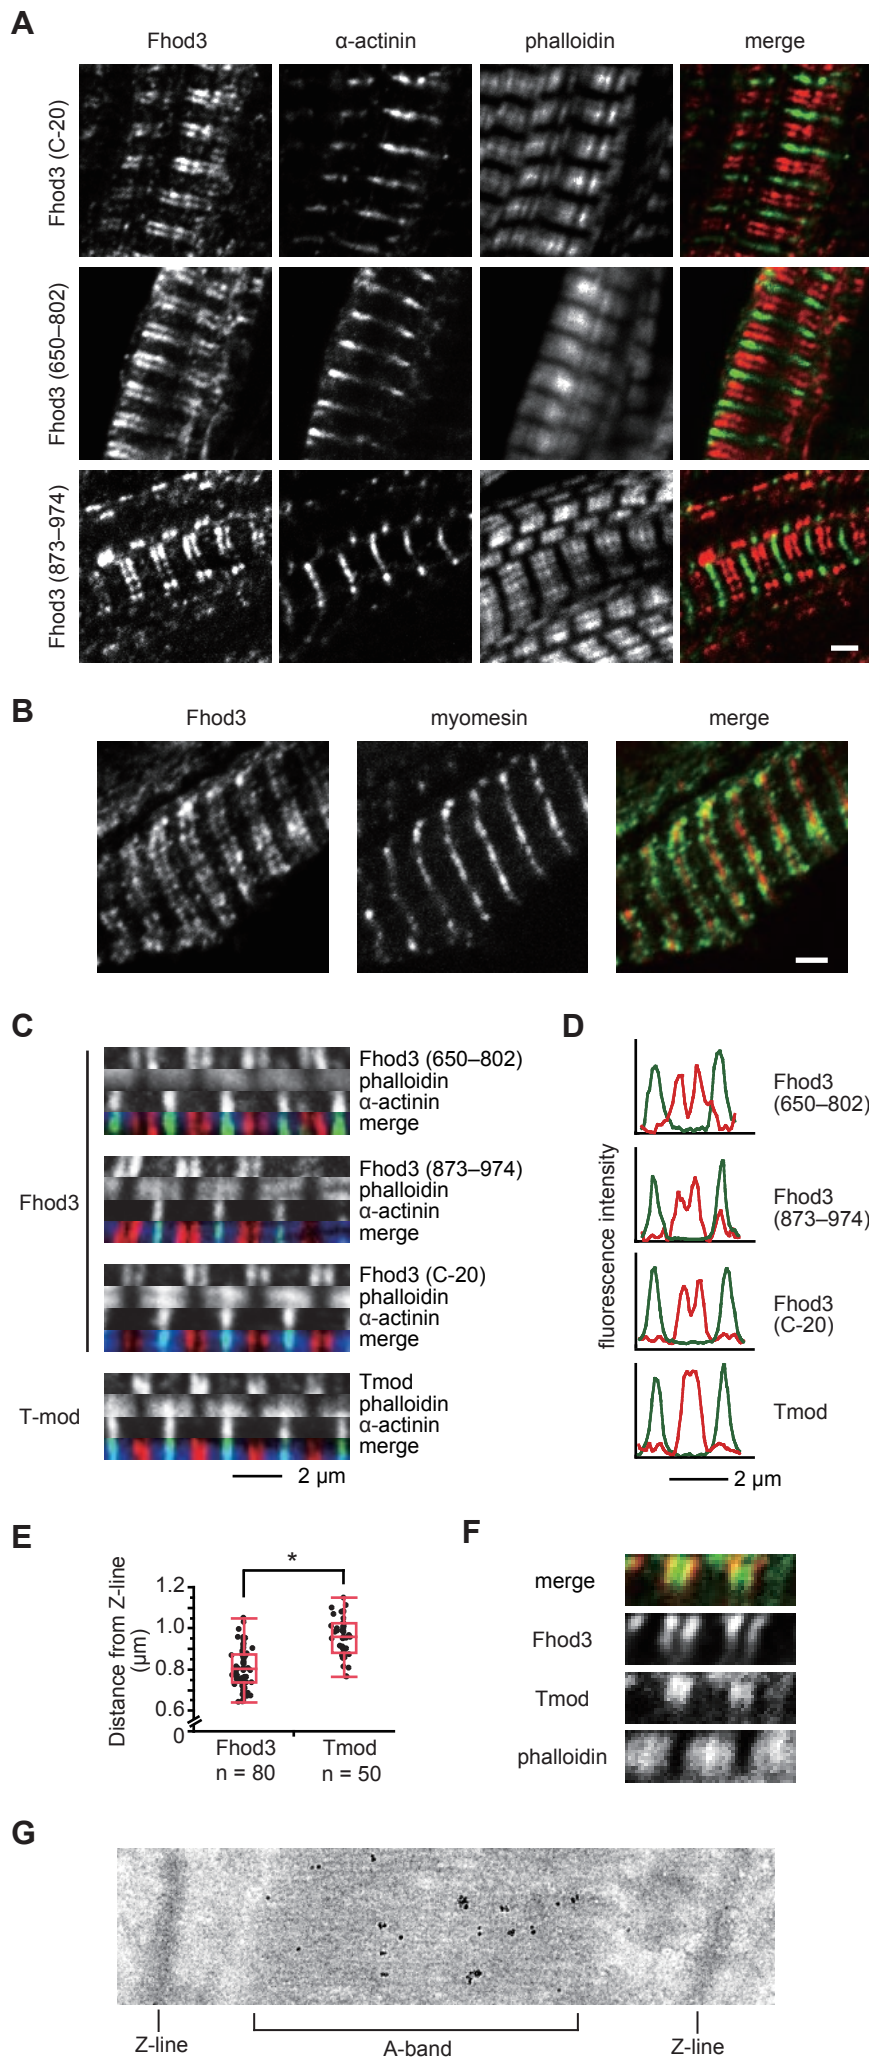 A
Fhod3 α-actinin phalloidin merge
Fhod3 (C-20)
Fhod3 (650–802)
Fhod3 (873–974)
B
Fhod3 myomesin merge
C
Fhod3
Fhod3 (650–802)
phalloidin
α-actinin
merge
Fhod3 (873–974)
phalloidin
α-actinin
merge
Fhod3 (C-20)
phalloidin
α-actinin
merge
T-mod
Tmod
phalloidin
α-actinin
merge
2 μm
D
fluorescence intensity
Fhod3
(650–802)
Fhod3
(873–974)
Fhod3
(C-20)
Tmod
2 μm
E
Distance from Z-line
(μm)
*
1.2
1.0
0.8
0.6
0
Fhod3 Tmod
n = 80 n = 50
F
merge
Fhod3
Tmod
phalloidin
G
Z-line A-band Z-line